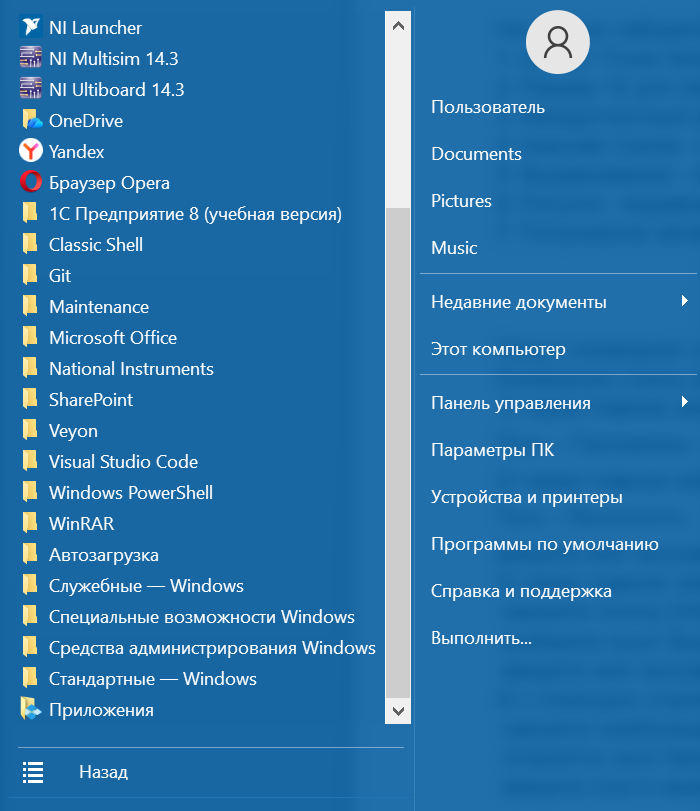 NI Launcher
NI Multisim 14.3
NI Ultiboard 14.3
OneDrive
Yandex
Браузер Opera
1С Предприятие 8 (учебная версия)
Classic Shell
Git
Maintenance
Microsoft Office
National Instruments
SharePoint
Veyon
Visual Studio Code
Windows PowerShell
WinRAR
Автозагрузка
Служебные — Windows
Специальные возможности Windows
Средства администрирования Windows
Стандартные — Windows
Приложения
Назад
Пользователь
Documents
Pictures
Music
Недавние документы
Этот компьютер
Панель управления
Параметры ПК
Устройства и принтеры
Программы по умолчанию
Справка и поддержка
Выполнить...